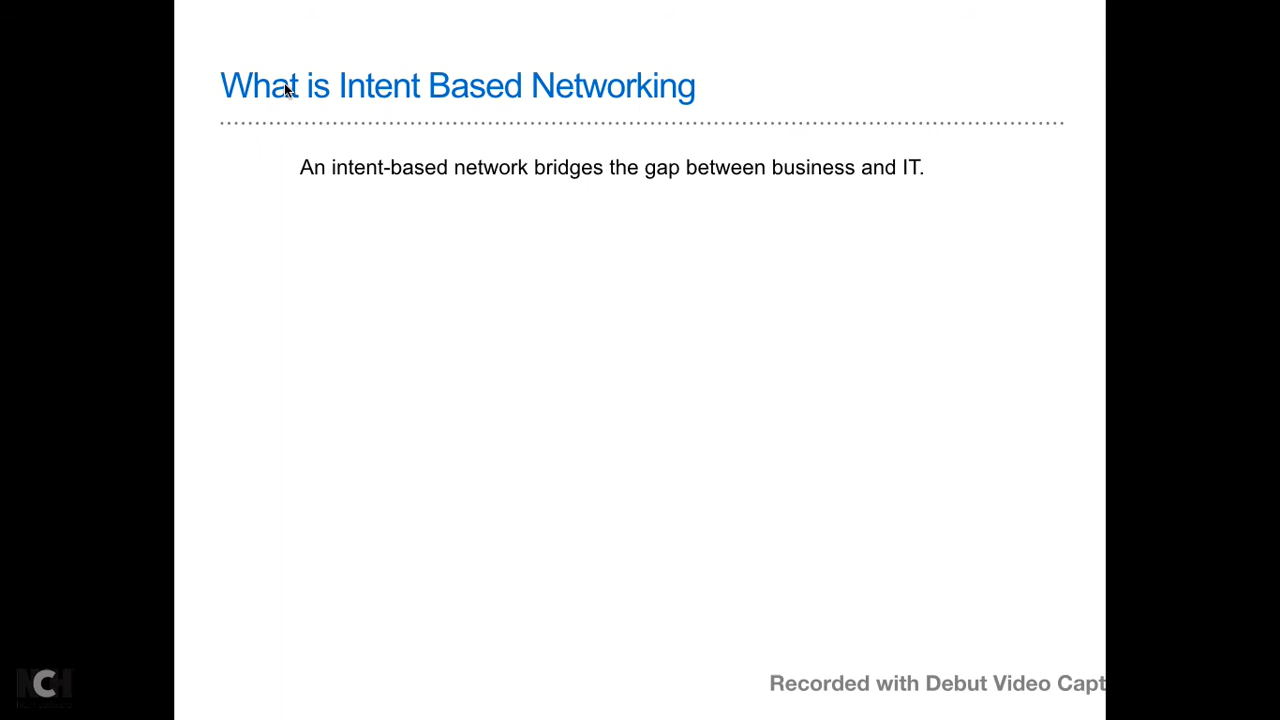 What is Intent Based Networking
An intent-based network bridges the gap between business and IT.
Recorded with Debut Video Capt
NCH